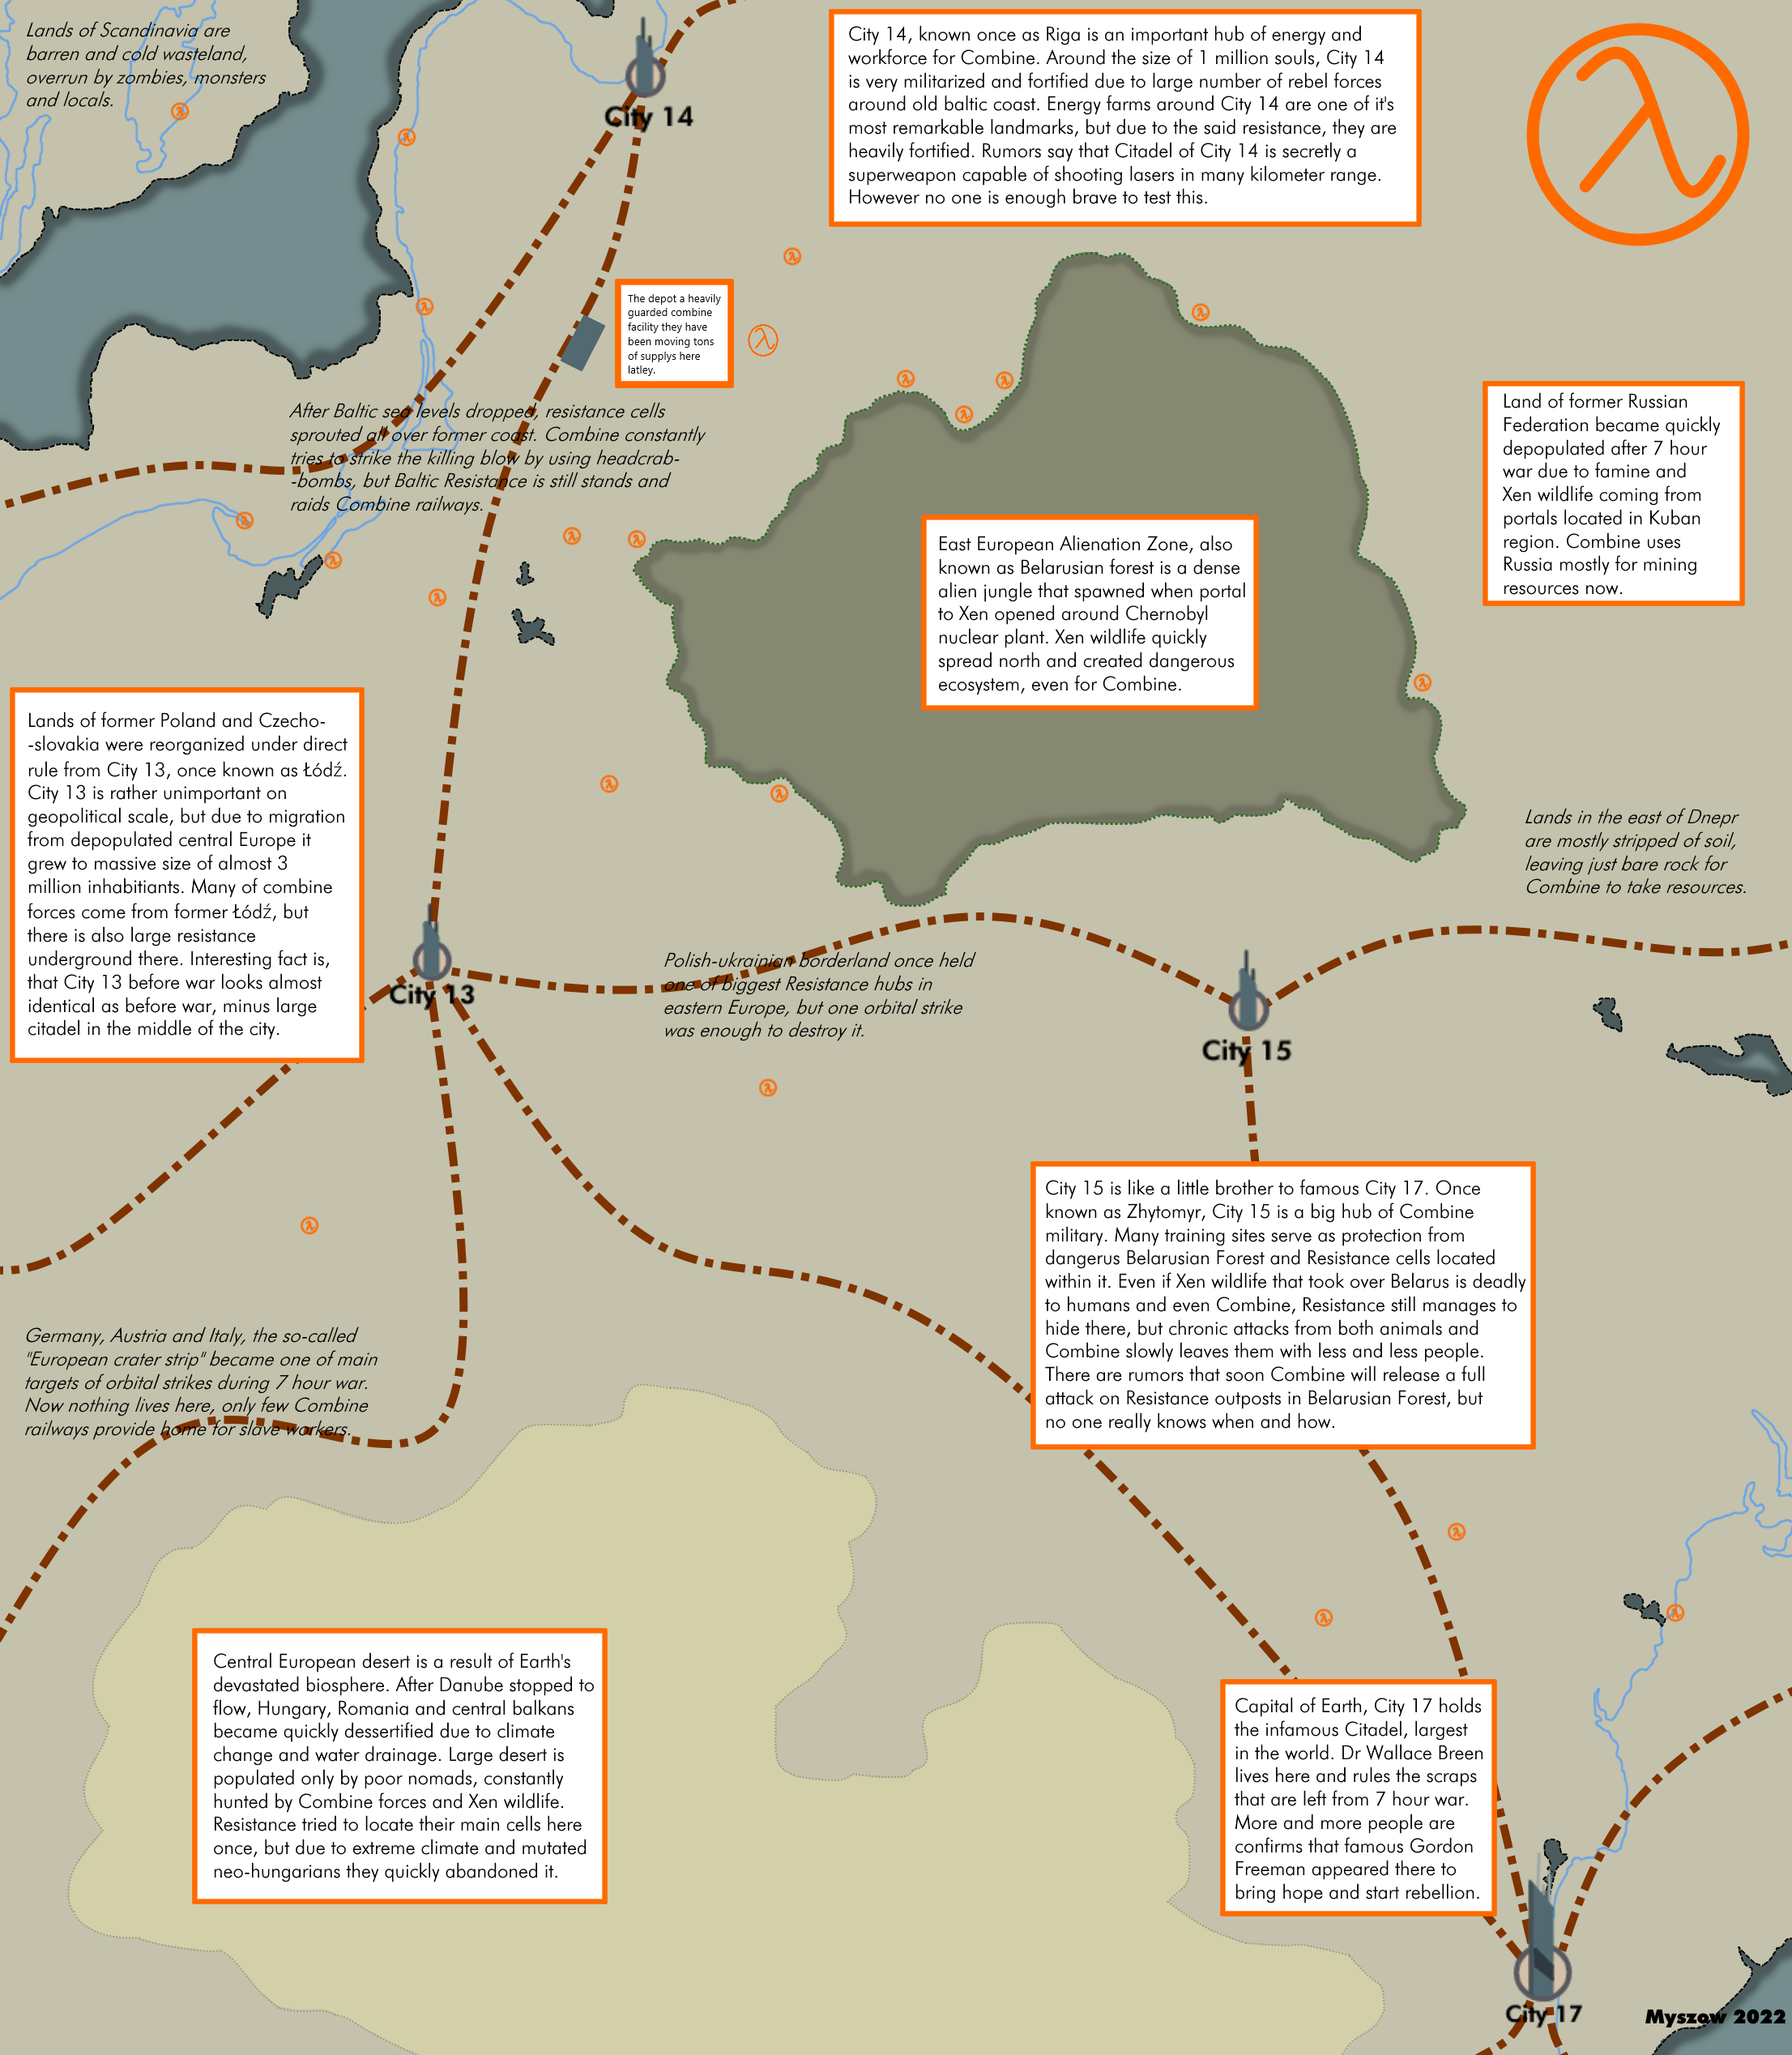 Lands of Scandinavia are
barren and cold wasteland,
overrun by zombies, monsters
and locals.
City 14
City 14, known once as Riga is an important hub of energy and
workforce for Combine. Around the size of 1 million souls, City 14
is very militarized and fortified due to large number of rebel forces
around old baltic coast. Energy farms around City 14 are one of it's
most remarkable landmarks, but due to the said resistance, they are
heavily fortified. Rumors say that Citadel of City 14 is secretly a
superweapon capable of shooting lasers in many kilometer range.
However no one is enough brave to test this.
The depot a heavily
guarded combine
facility they have
been moving tons
of supplys here
latley.
After Baltic sea levels dropped, resistance cells
sprouted all over former coast. Combine constantly
tries to strike the killing blow by using headcrab-
-bombs, but Baltic Resistance is still stands and
raids Combine railways.
Land of former Russian
Federation became quickly
depopulated after 7 hour
war due to famine and
Xen wildlife coming from
portals located in Kuban
region. Combine uses
Russia mostly for mining
resources now.
East European Alienation Zone, also
known as Belarusian forest is a dense
alien jungle that spawned when portal
to Xen opened around Chernobyl
nuclear plant. Xen wildlife quickly
spread north and created dangerous
ecosystem, even for Combine.
Lands of former Poland and Czecho-
-slovakia were reorganized under direct
rule from City 13, once known as Łódź.
City 13 is rather unimportant on
geopolitical scale, but due to migration
from depopulated central Europe it
grew to massive size of almost 3
million inhabitiants. Many of combine
forces come from former Łódź, but
there is also large resistance
underground there. Interesting fact is,
that City 13 before war looks almost
identical as before war, minus large
citadel in the middle of the city.
Lands in the east of Dnepr
are mostly stripped of soil,
leaving just bare rock for
Combine to take resources.
City 13
Polish-ukrainian borderland once held
one of biggest Resistance hubs in
eastern Europe, but one orbital strike
was enough to destroy it.
City 15
City 15 is like a little brother to famous City 17. Once
known as Zhytomyr, City 15 is a big hub of Combine
military. Many training sites serve as protection from
dangerus Belarusian Forest and Resistance cells located
within it. Even if Xen wildlife that took over Belarus is deadly
to humans and even Combine, Resistance still manages to
hide there, but chronic attacks from both animals and
Combine slowly leaves them with less and less people.
There are rumors that soon Combine will release a full
attack on Resistance outposts in Belarusian Forest, but
no one really knows when and how.
Germany, Austria and Italy, the so-called
"European crater strip" became one of main
targets of orbital strikes during 7 hour war.
Now nothing lives here, only few Combine
railways provide home for slave workers.
Central European desert is a result of Earth's
devastated biosphere. After Danube stopped to
flow, Hungary, Romania and central balkans
became quickly dessertified due to climate
change and water drainage. Large desert is
populated only by poor nomads, constantly
hunted by Combine forces and Xen wildlife.
Resistance tried to locate their main cells here
once, but due to extreme climate and mutated
neo-hungarians they quickly abandoned it.
Capital of Earth, City 17 holds
the infamous Citadel, largest
in the world. Dr Wallace Breen
lives here and rules the scraps
that are left from 7 hour war.
More and more people are
confirms that famous Gordon
Freeman appeared there to
bring hope and start rebellion.
City 17
Myszow 2022